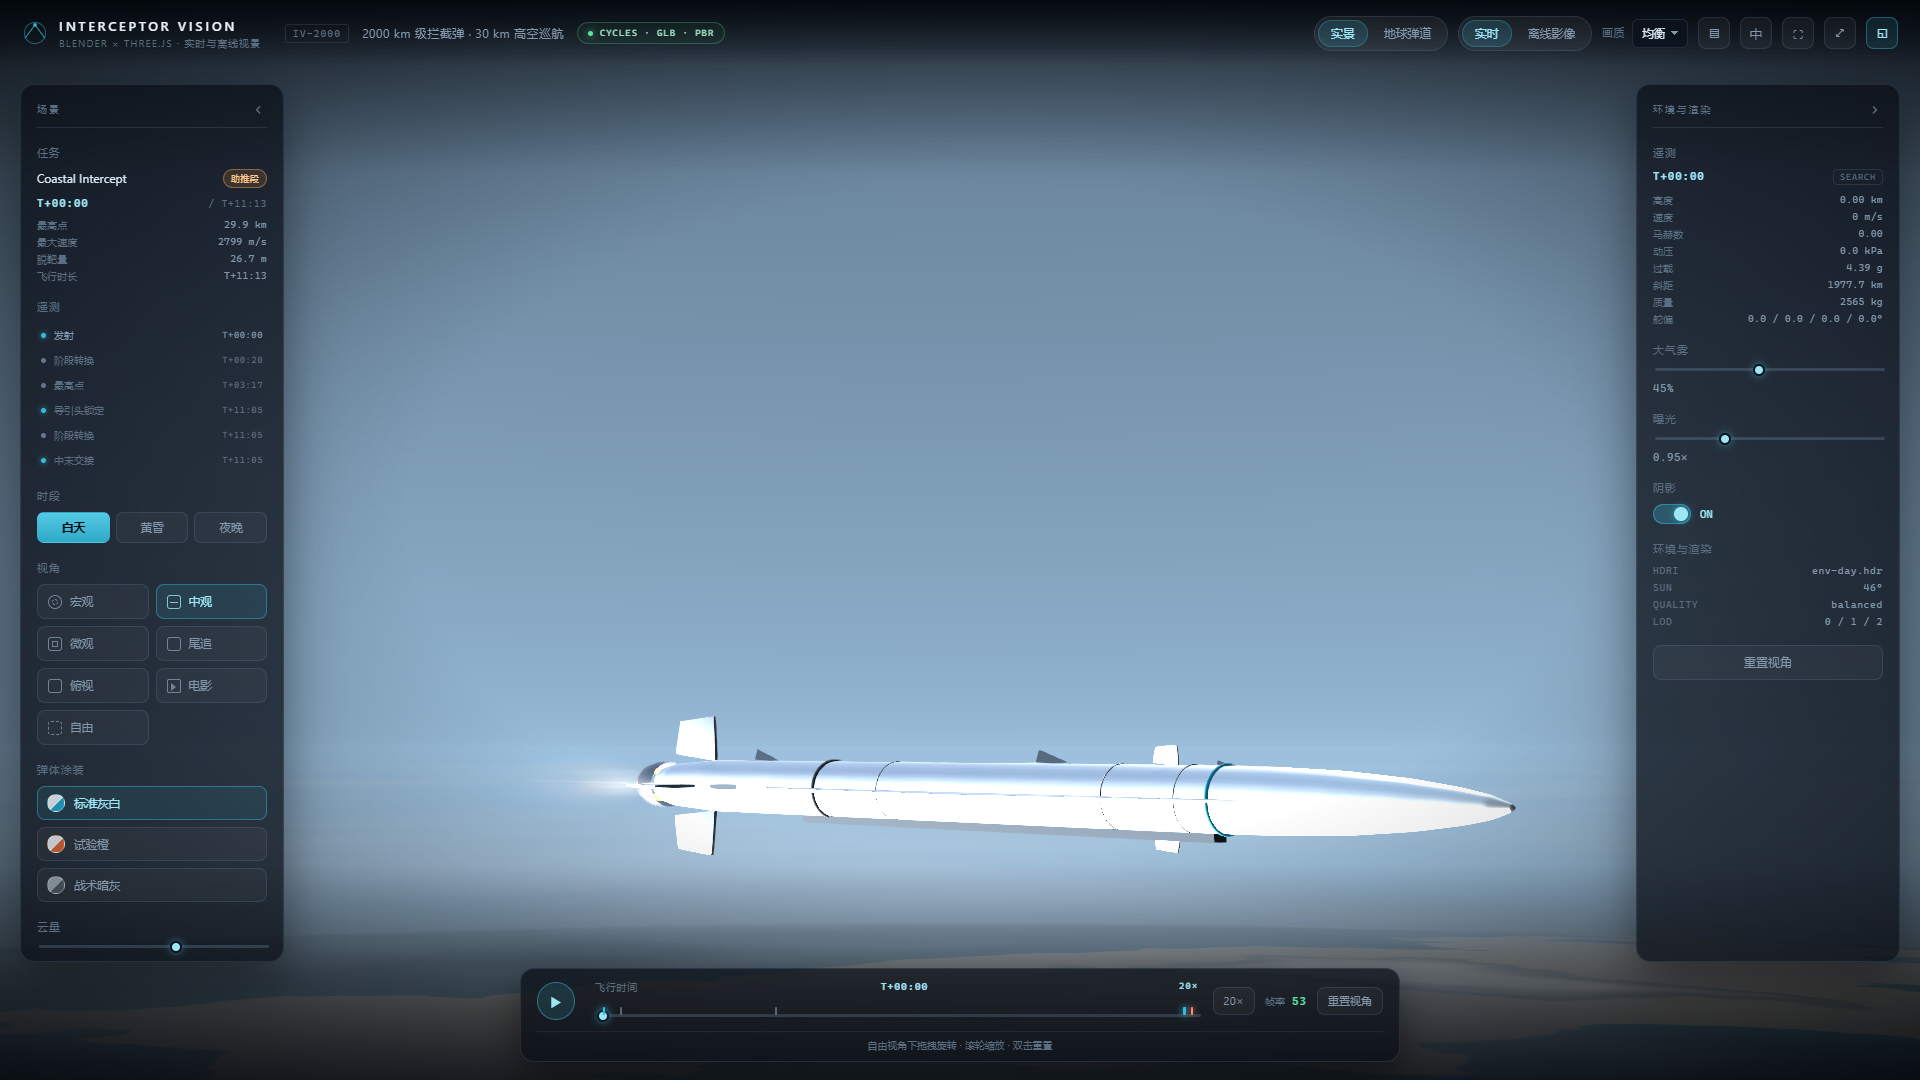 INTERCEPTOR VISION
BLENDER × THREE.JS · 实时与离线视景
IV-2000
2000 km 级拦截弹 · 30 km 高空巡航
CYCLES · GLB · PBR
实景
地球弹道
实时
离线影像
画质
均衡
中
场景
任务
Coastal Intercept
助推段
T+00:00
/ T+11:13
最高点
29.9 km
最大速度
2799 m/s
脱靶量
26.7 m
飞行时长
T+11:13
遥测
发射
T+00:00
阶段转换
T+00:20
最高点
T+03:17
导引头锁定
T+11:05
阶段转换
T+11:05
中末交接
T+11:05
时段
白天
黄昏
夜晚
视角
宏观
中观
微观
尾追
俯视
电影
自由
弹体涂装
标准灰白
试验橙
战术暗灰
云量
环境与渲染
遥测
T+00:00
SEARCH
高度
0.00 km
速度
0 m/s
马赫数
0.00
动压
0.0 kPa
过载
4.39 g
斜距
1977.7 km
质量
2565 kg
舵偏
0.0 / 0.0 / 0.0 / 0.0°
大气雾
45%
曝光
0.95×
阴影
ON
环境与渲染
HDRI
env-day.hdr
SUN
46°
QUALITY
balanced
LOD
0 / 1 / 2
重置视角
飞行时间
T+00:00
20×
20×
帧率 53
重置视角
自由视角下拖拽旋转 · 滚轮缩放 · 双击重置